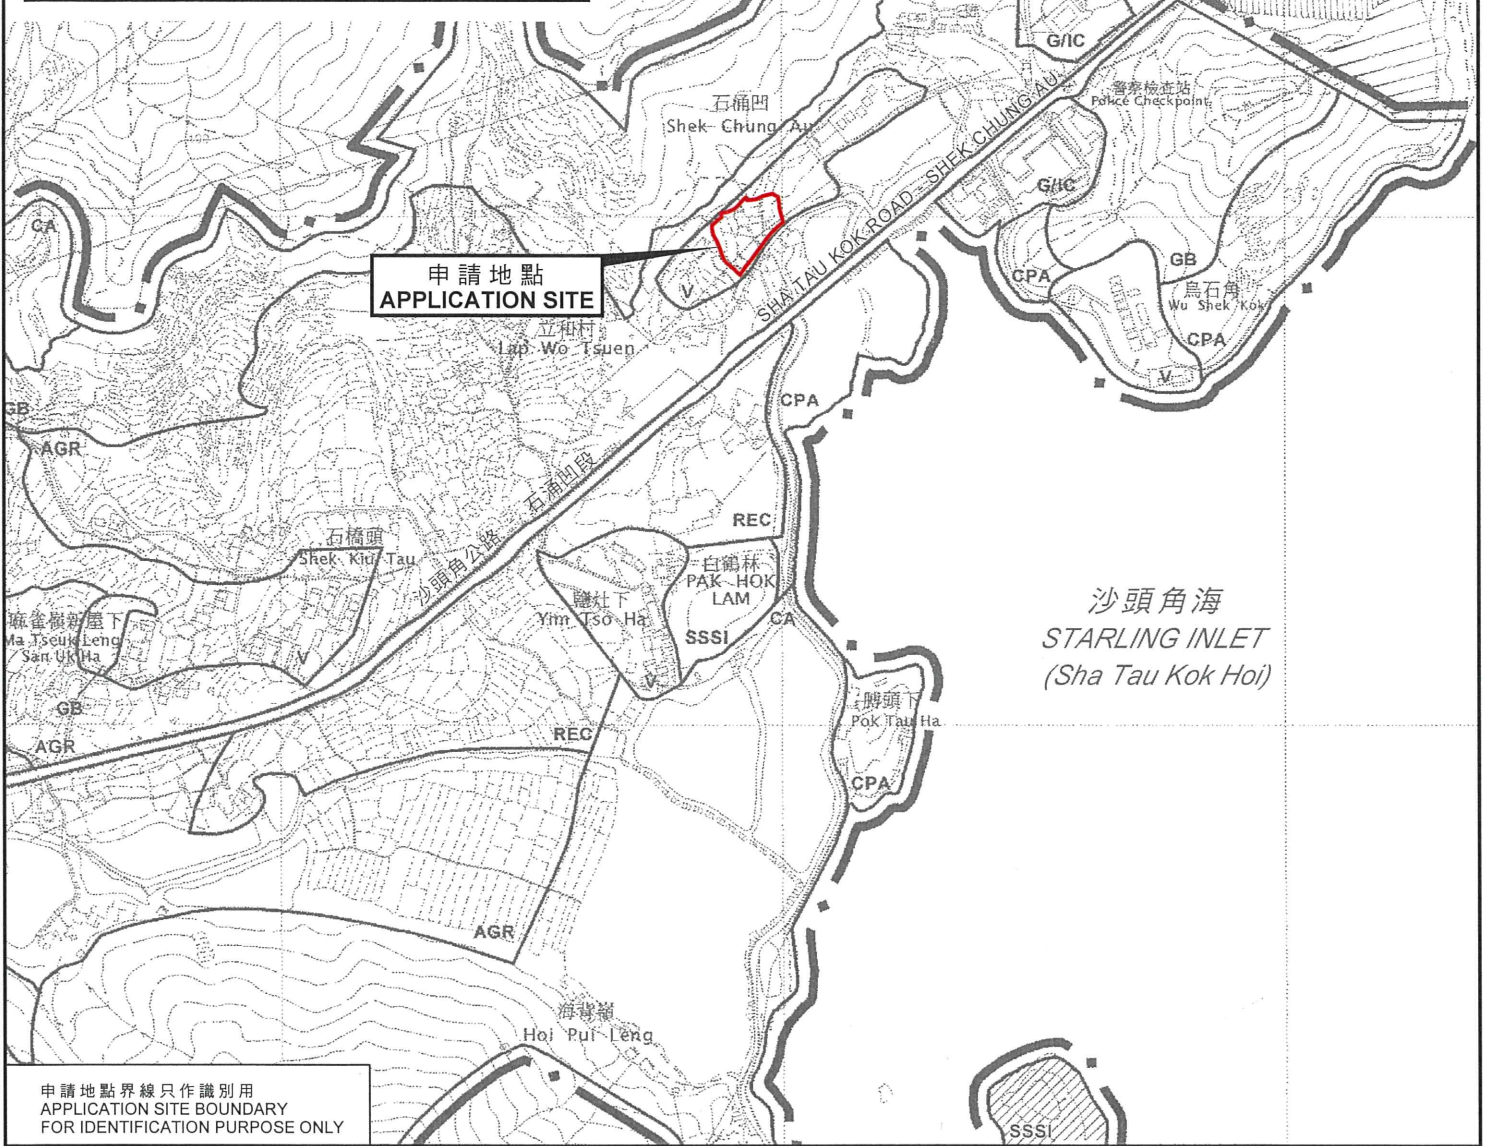 G/IC
警察檢查站
Police Checkpoint
石桶凹
Shek Chung Au
SHA TAU KOK ROAD - SHEK CHUNG AU
G/IC
CA
申請地點
APPLICATION SITE
V
CPA
GB
烏石角
Wu Shek Kok
CPA
V
立和村
Lap Wo Tsuen
CPA
GB
AGR
沙頭角公路 石涌凹段
REC
石橋頭
Shek Kiu Tau
白鶴林
PAK HOK
LAM
鹽灶下
Yim Tso Ha
SSSI
CA
V
麻雀嶺新屋下
Ma Tseuk Leng
San Uk Ha
V
沙頭角海
STARLING INLET
(Sha Tau Kok Hoi)
GB
AGR
REC
膊頭下
Pok Tau Ha
CPA
AGR
海背嶺
Hoi Pui Leng
申請地點界線只作識別用
APPLICATION SITE BOUNDARY
FOR IDENTIFICATION PURPOSE ONLY
SSSI